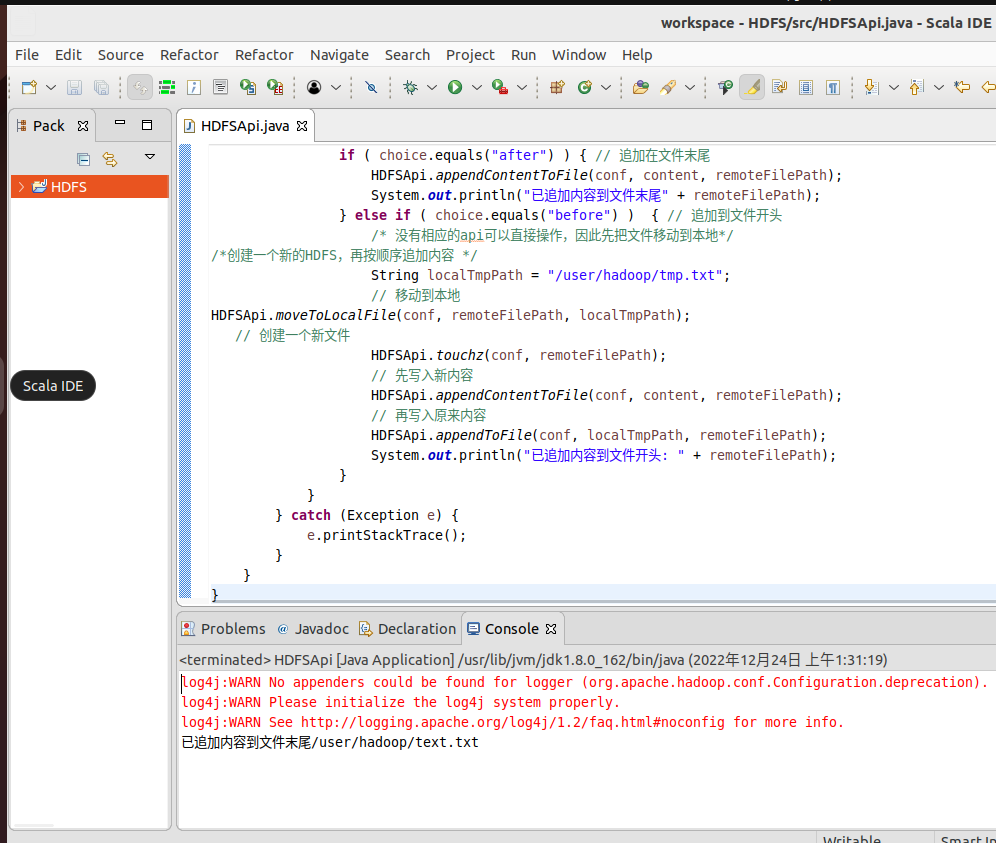 workspace - HDFS/src/HDFSApi.java - Scala IDE
File Edit Source Refactor Refactor Navigate Search Project Run Window Help
Pack
HDFSApi.java
HDFS
Scala IDE
if ( choice.equals("after") ) { // 追加在文件末尾
HDFSApi.appendContentToFile(conf, content, remoteFilePath);
System.out.println("已追加内容到文件末尾" + remoteFilePath);
} else if ( choice.equals("before") )  { // 追加到文件开头
/* 没有相应的api可以直接操作，因此先把文件移动到本地*/
/*创建一个新的HDFS，再按顺序追加内容 */
String localTmpPath = "/user/hadoop/tmp.txt";
// 移动到本地
HDFSApi.moveToLocalFile(conf, remoteFilePath, localTmpPath);
// 创建一个新文件
HDFSApi.touchz(conf, remoteFilePath);
// 先写入新内容
HDFSApi.appendContentToFile(conf, content, remoteFilePath);
// 再写入原来内容
HDFSApi.appendToFile(conf, localTmpPath, remoteFilePath);
System.out.println("已追加内容到文件开头: " + remoteFilePath);
}
}
} catch (Exception e) {
e.printStackTrace();
}
}
}
Problems @ Javadoc Declaration Console
<terminated> HDFSApi [Java Application] /usr/lib/jvm/jdk1.8.0_162/bin/java (2022年12月24日 上午1:31:19)
log4j:WARN No appenders could be found for logger (org.apache.hadoop.conf.Configuration.deprecation).
log4j:WARN Please initialize the log4j system properly.
log4j:WARN See http://logging.apache.org/log4j/1.2/faq.html#noconfig for more info.
已追加内容到文件末尾/user/hadoop/text.txt
Writable Smart In